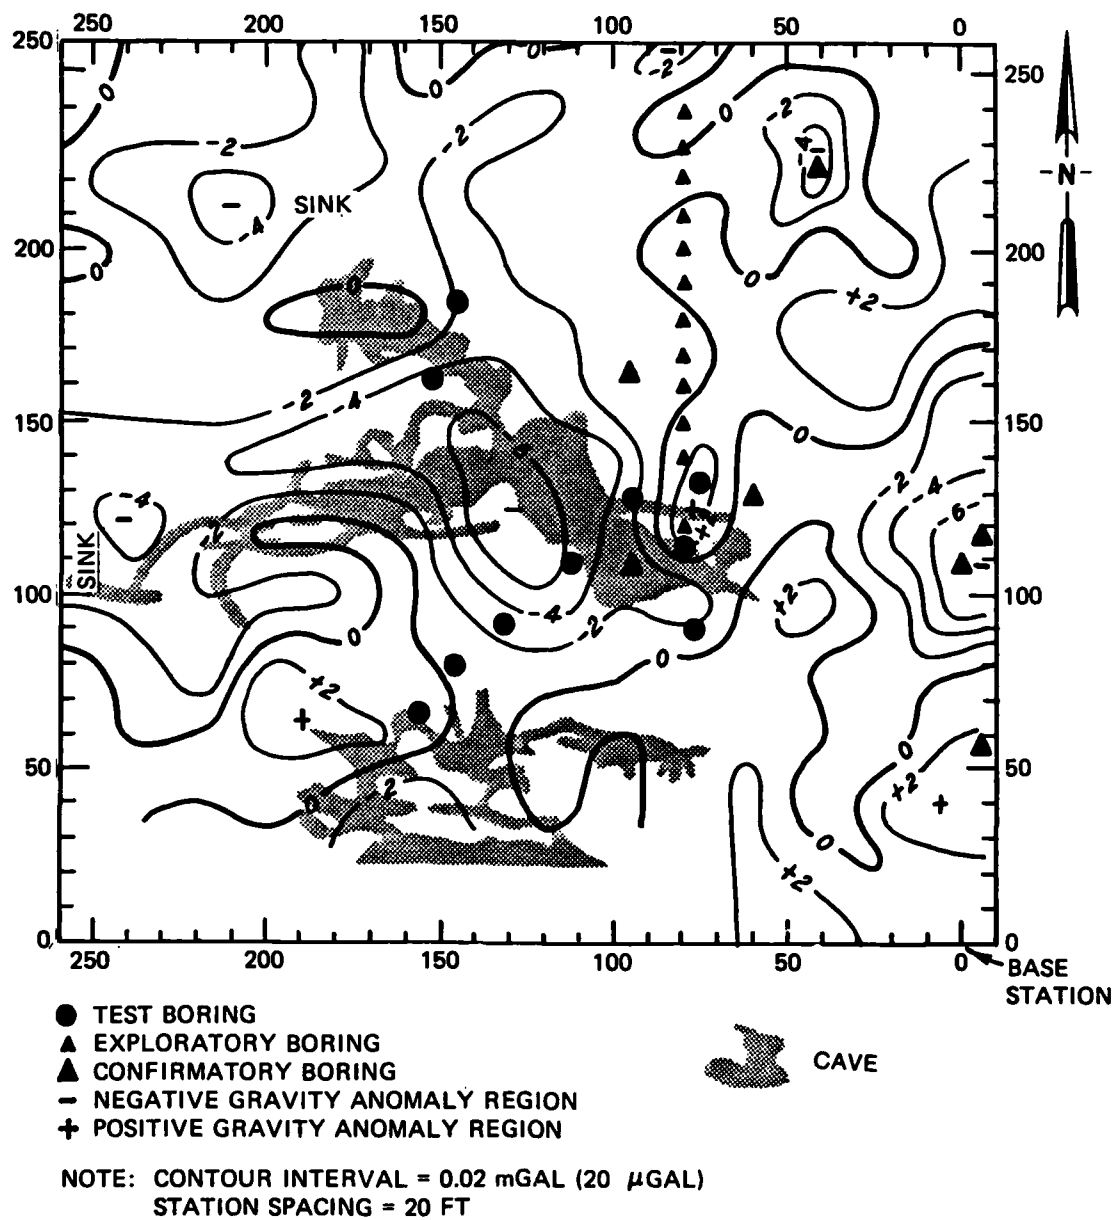 200 150 100 50 0
250 250
-2 0
0 -2 0 -2
-2 -4
-N-
SINK
-4
200 200
0 0
0 +2
-2 -4
150 150
0
-4 -2 -4
-4 -6
-2
SINK
100 +2 100
-4 -2
0 0
+2
0
50 50
0 -2 +2
0
+2
0 0
250 200 150 100 50 0
BASE
STATION
TEST BORING
EXPLORATORY BORING
CONFIRMATORY BORING
- NEGATIVE GRAVITY ANOMALY REGION
+ POSITIVE GRAVITY ANOMALY REGION
CAVE
NOTE: CONTOUR INTERVAL = 0.02 mGAL (20 μGAL)
STATION SPACING = 20 FT